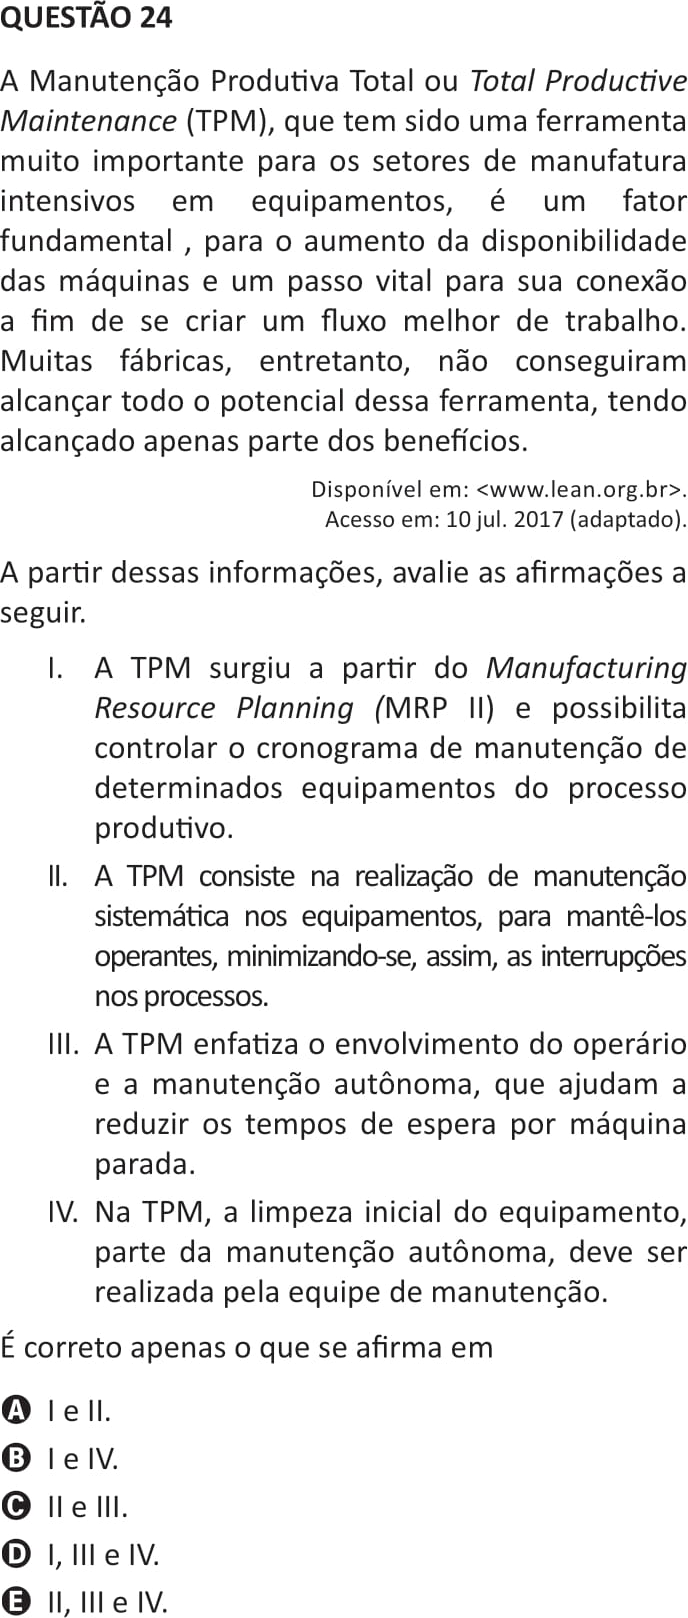 QUESTÃO 24
A Manutenção Produtiva Total ou Total Productive
Maintenance (TPM), que tem sido uma ferramenta
muito importante para os setores de manufatura
intensivos em equipamentos, é um fator
fundamental , para o aumento da disponibilidade
das máquinas e um passo vital para sua conexão
a fim de se criar um fluxo melhor de trabalho.
Muitas fábricas, entretanto, não conseguiram
alcançar todo o potencial dessa ferramenta, tendo
alcançado apenas parte dos benefícios.
Disponível em: <www.lean.org.br>.
Acesso em: 10 jul. 2017 (adaptado).
A partir dessas informações, avalie as afirmações a
seguir.
I. A TPM surgiu a partir do Manufacturing
Resource Planning (MRP II) e possibilita
controlar o cronograma de manutenção de
determinados equipamentos do processo
produtivo.
II. A TPM consiste na realização de manutenção
sistemática nos equipamentos, para mantê-los
operantes, minimizando-se, assim, as interrupções
nos processos.
III. A TPM enfatiza o envolvimento do operário
e a manutenção autônoma, que ajudam a
reduzir os tempos de espera por máquina
parada.
IV. Na TPM, a limpeza inicial do equipamento,
parte da manutenção autônoma, deve ser
realizada pela equipe de manutenção.
É correto apenas o que se afirma em
A I e II.
B I e IV.
C II e III.
D I, III e IV.
E II, III e IV.